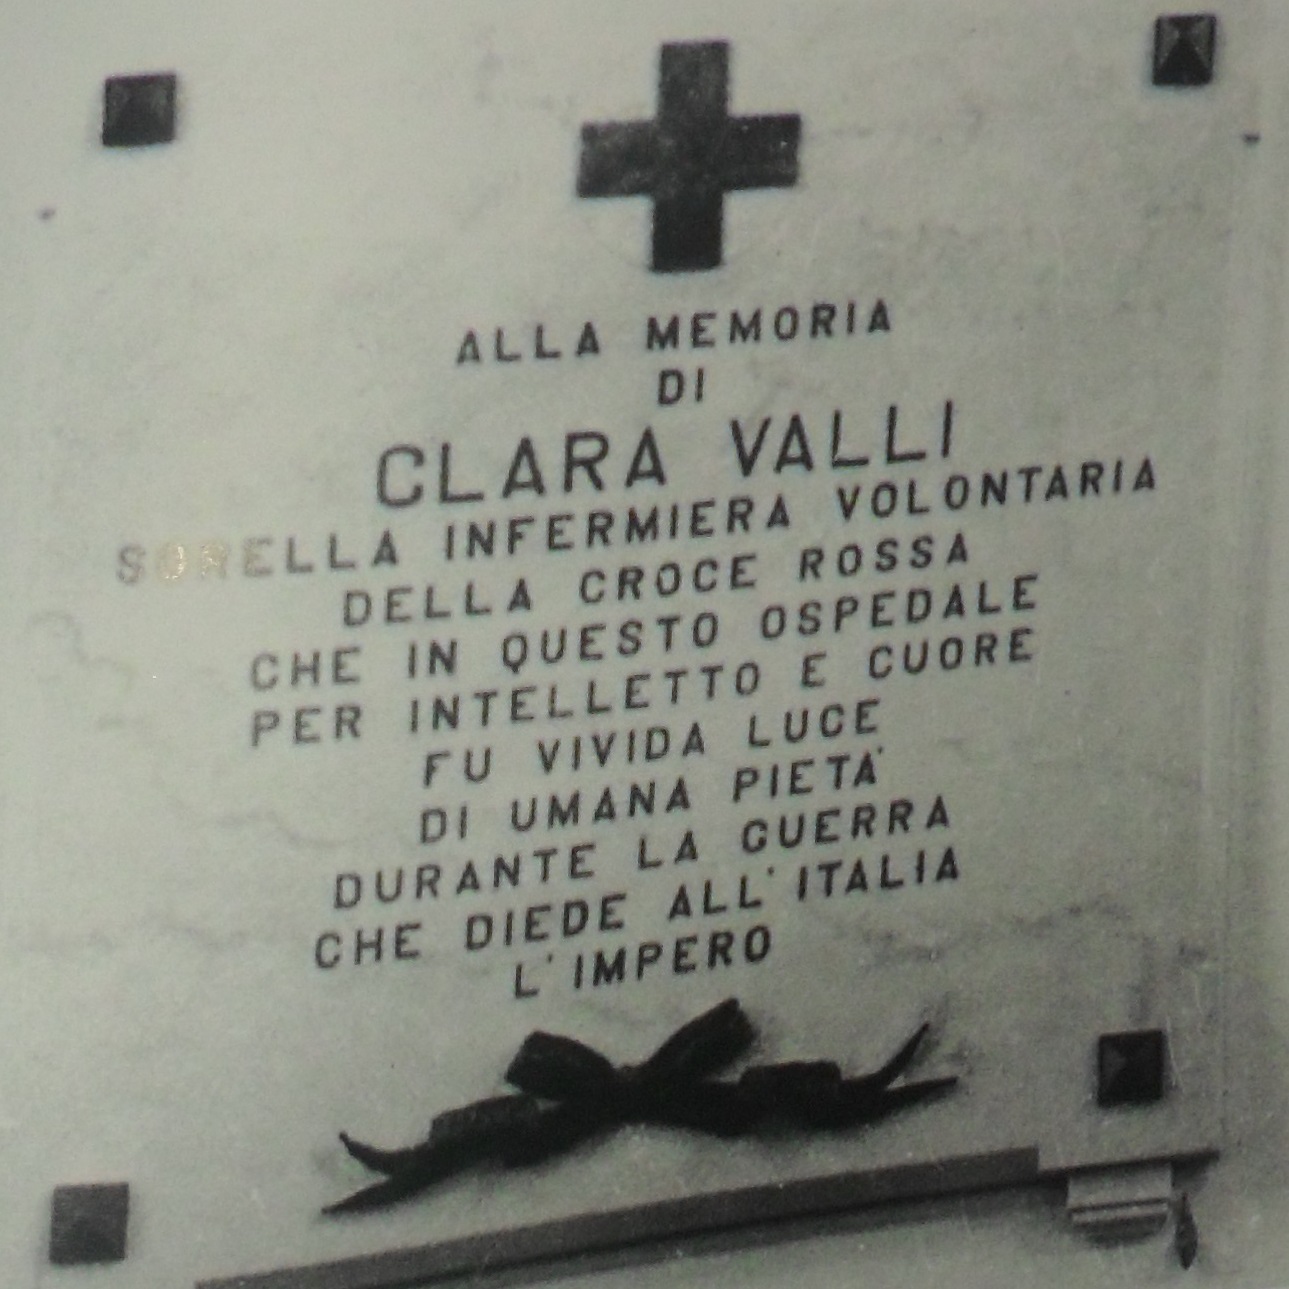 ALLA MEMORIA
DI
CLARA VALLI
SORELLA INFERMIERA VOLONTARIA
DELLA CROCE ROSSA
CHE IN QUESTO OSPEDALE
PER INTELLETTO E CUORE
FU VIVIDA LUCE
DI UMANA PIETA'
DURANTE LA GUERRA
CHE DIEDE ALL'ITALIA
L'IMPERO